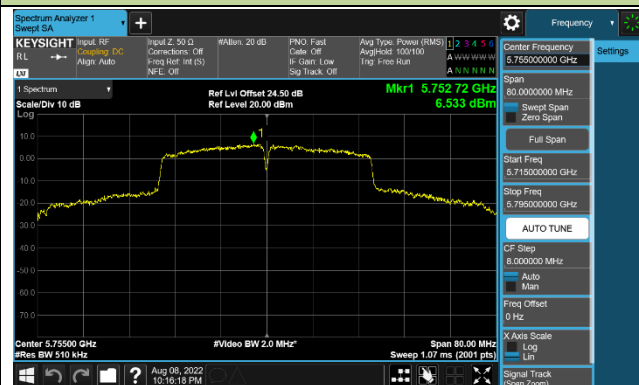 Spectrum Analyzer 1
Swept SA
Frequency
KEYSIGHT
RL
LXI
Input: RF
Coupling: DC
Align: Auto
Input Z: 50 Ω
Corrections: Off
Freq Ref: Int (S)
NFE: Off
#Atten: 20 dB
PNO: Fast
Gate: Off
IF Gain: Low
Sig Track: Off
Avg Type: Power (RMS)
Avg|Hold: 100/100
Trig: Free Run
1 2 3 4 5 6
A W W W W W
A N N N N N
1 Spectrum
Scale/Div 10 dB
Log
Ref Lvl Offset 24.50 dB
Ref Level 20.00 dBm
Mkr1 5.752 72 GHz
6.533 dBm
1
10.0
0.00
-10.0
-20.0
-30.0
-40.0
-50.0
-60.0
-70.0
Center 5.75500 GHz
#Res BW 510 kHz
#Video BW 2.0 MHz*
Span 80.00 MHz
Sweep 1.07 ms (2001 pts)
Aug 08, 2022
10:16:18 PM
Center Frequency
5.755000000 GHz
Settings
Span
80.0000000 MHz
Swept Span
Zero Span
Full Span
Start Freq
5.715000000 GHz
Stop Freq
5.795000000 GHz
AUTO TUNE
CF Step
8.000000 MHz
Auto
Man
Freq Offset
0 Hz
X Axis Scale
Log
Lin
Signal Track
(Span Zoom)